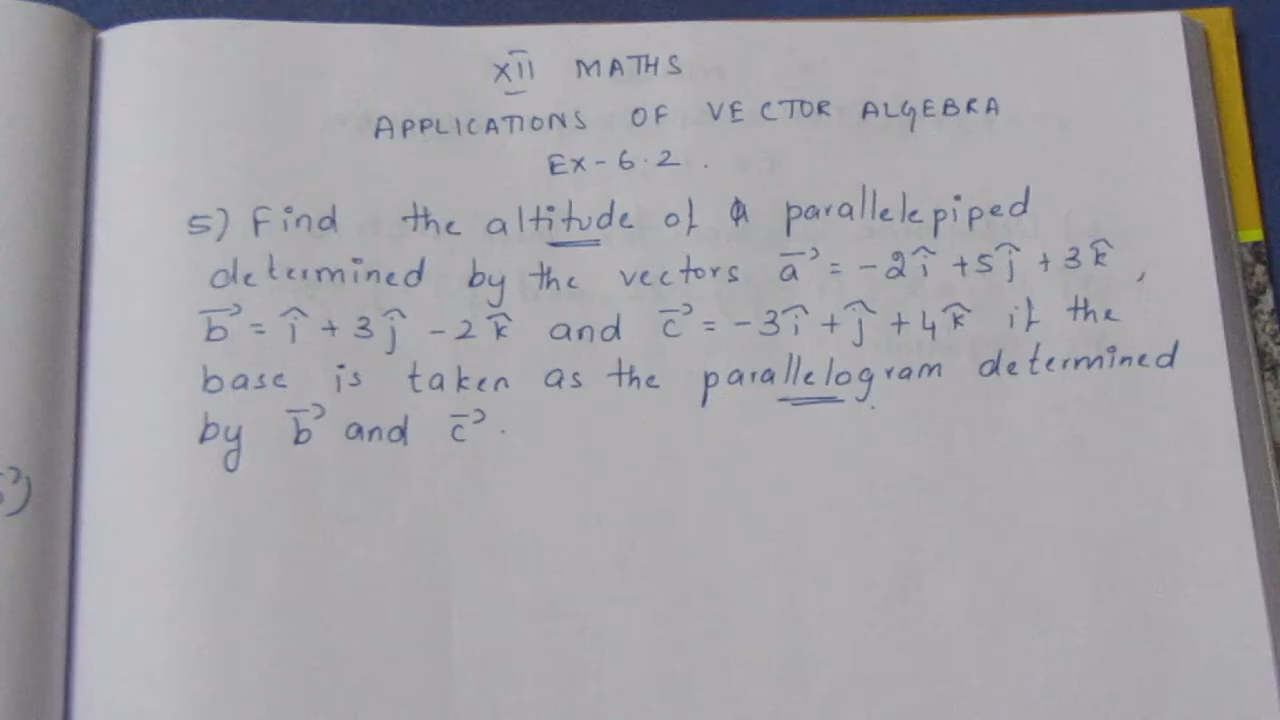 XII MATHS
APPLICATIONS OF VECTOR ALGEBRA
EX-6.2.
5) Find the altitude of a parallelepiped
determined by the vectors a⃗ = -2î + 5ĵ + 3k̂,
b⃗ = î + 3ĵ - 2k̂ and c⃗ = -3î + ĵ + 4k̂ if the
base is taken as the parallelogram determined
by b⃗ and c⃗.